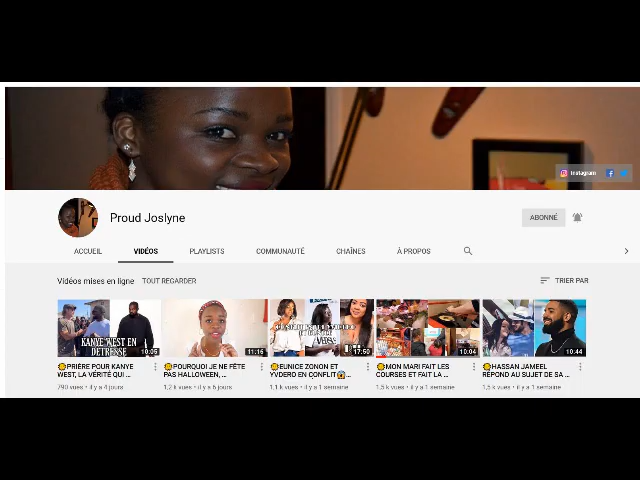 Instagram
Proud Joslyne
ABONNÉ
ACCUEIL VIDÉOS PLAYLISTS COMMUNAUTÉ CHAÎNES À PROPOS
Vidéos mises en ligne TOUT REGARDER TRIER PAR
KANYE WEST EN
DETRESSE
10:05
11:16
17:50
10:04
10:44
PRIÈRE POUR KANYE
WEST, LA VÉRITÉ QUI ...
790 vues • il y a 4 jours
POURQUOI JE NE FÊTE
PAS HALLOWEEN, ...
1,2 k vues • il y a 6 jours
EUNICE ZONON ET
YVDERO EN CONFLIT ...
1,1 k vues • il y a 1 semaine
MON MARI FAIT LES
COURSES ET FAIT LA ...
1,5 k vues • il y a 1 semaine
HASSAN JAMEEL
RÉPOND AU SUJET DE SA ...
1,5 k vues • il y a 1 semaine